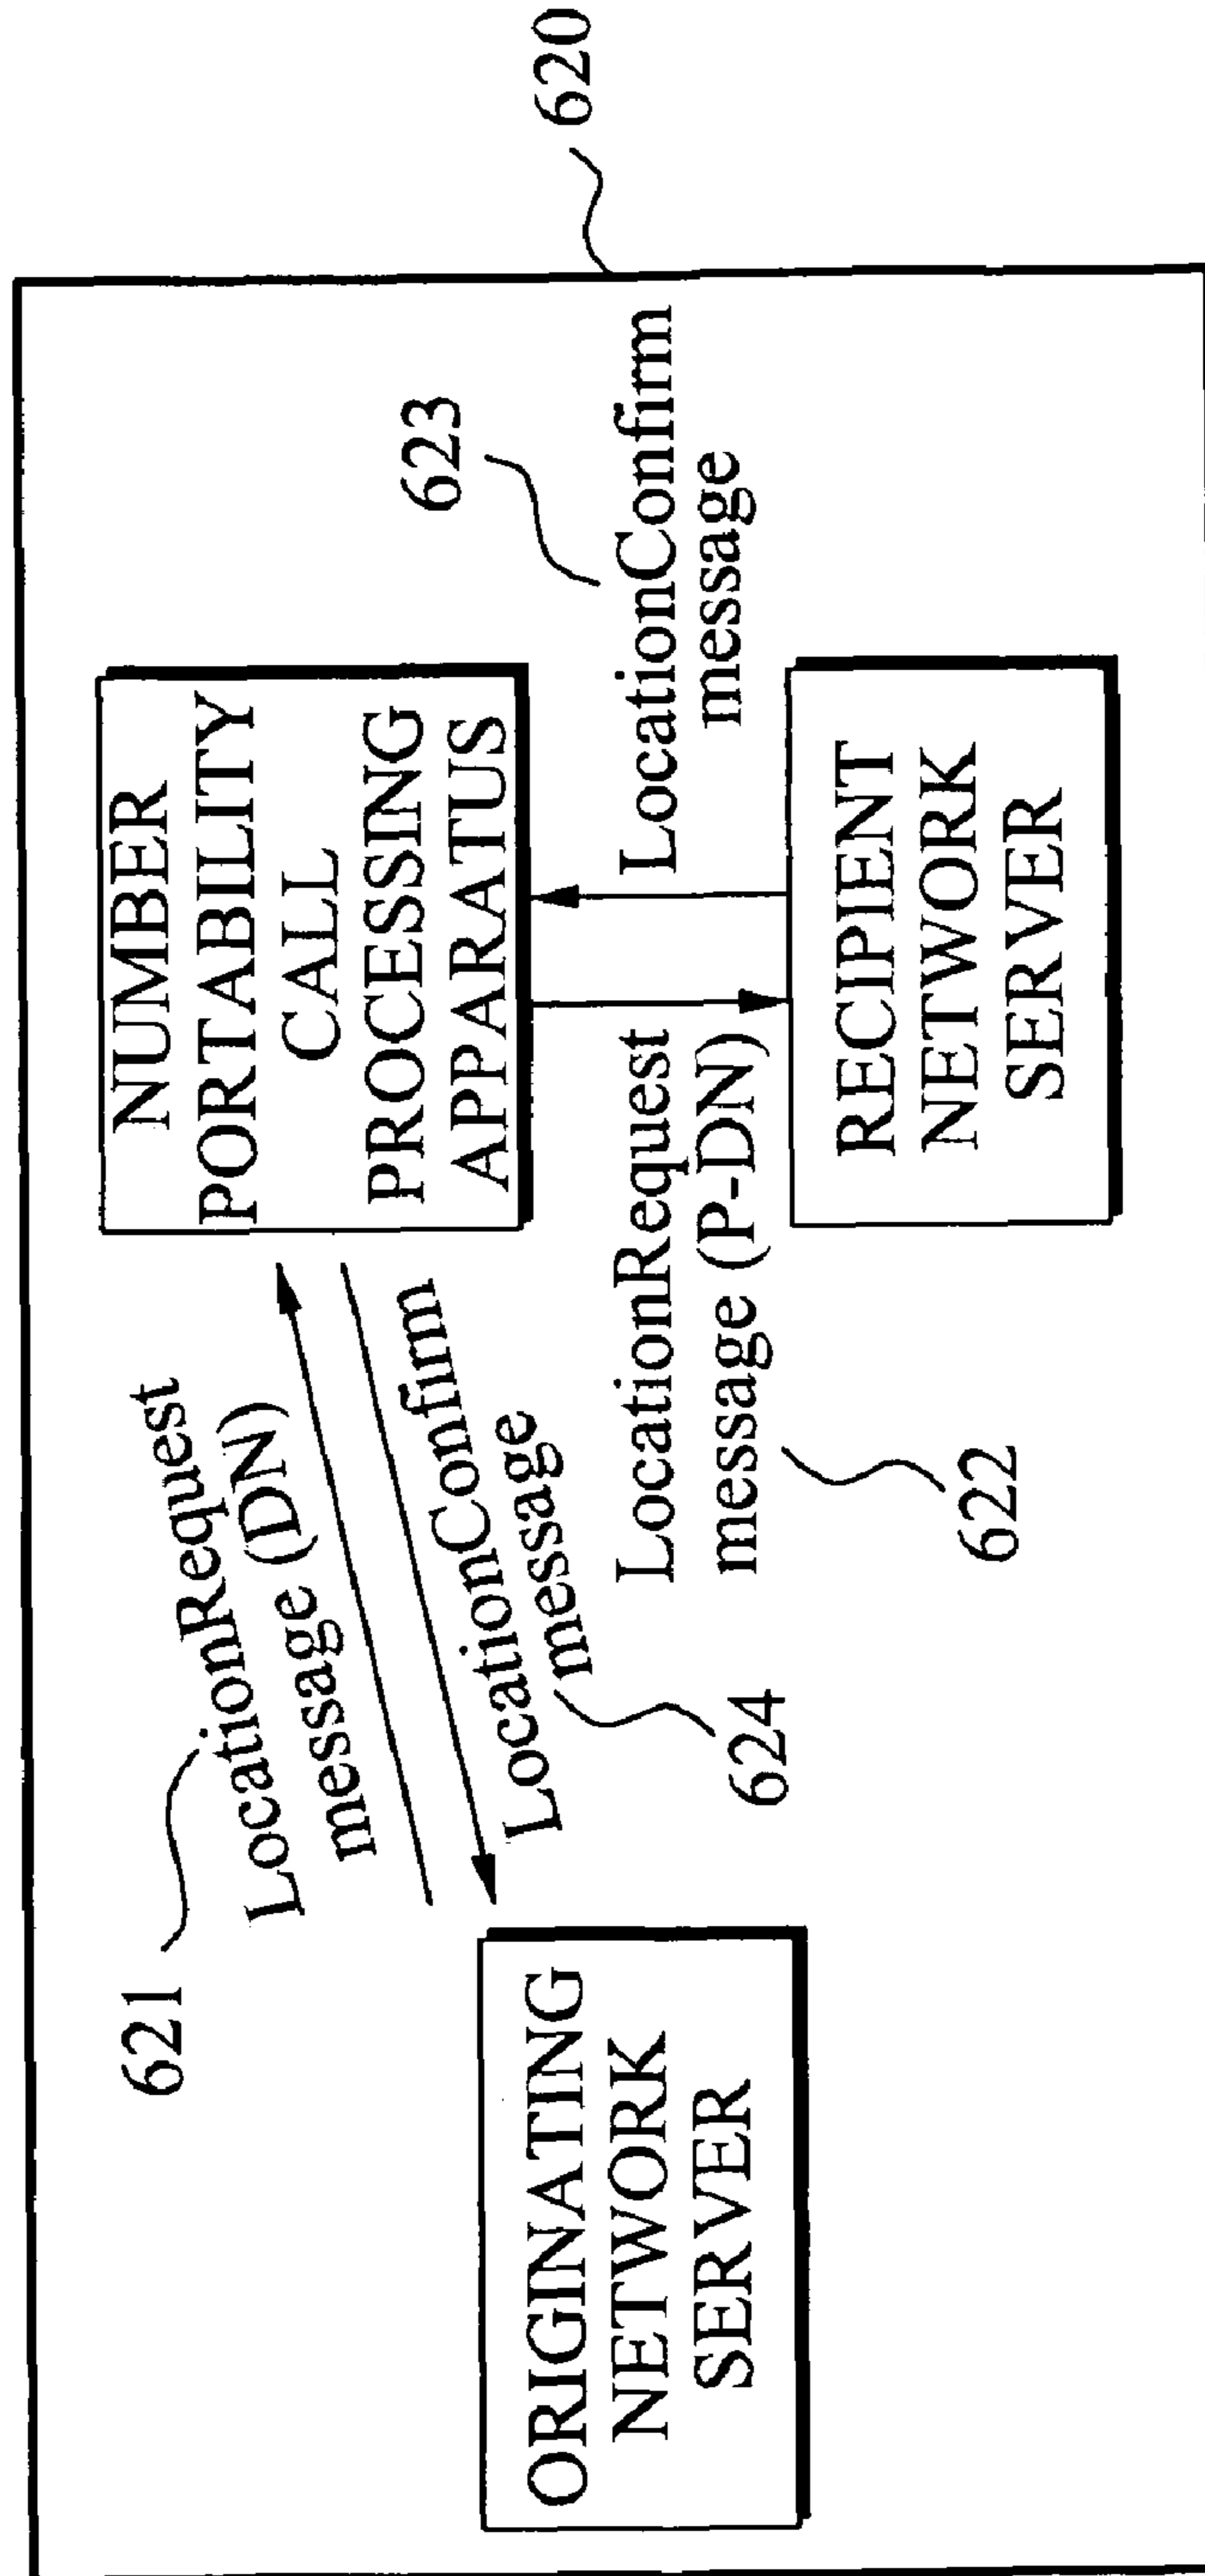 620
621
LocationRequest
message (DN)
NUMBER
PORTABILITY
CALL
PROCESSING
APPARATUS
623
LocationConfirm
message
624
LocationConfirm
message
LocationRequest
message (P-DN)
622
ORIGINATING
NETWORK
SERVER
RECIPIENT
NETWORK
SERVER